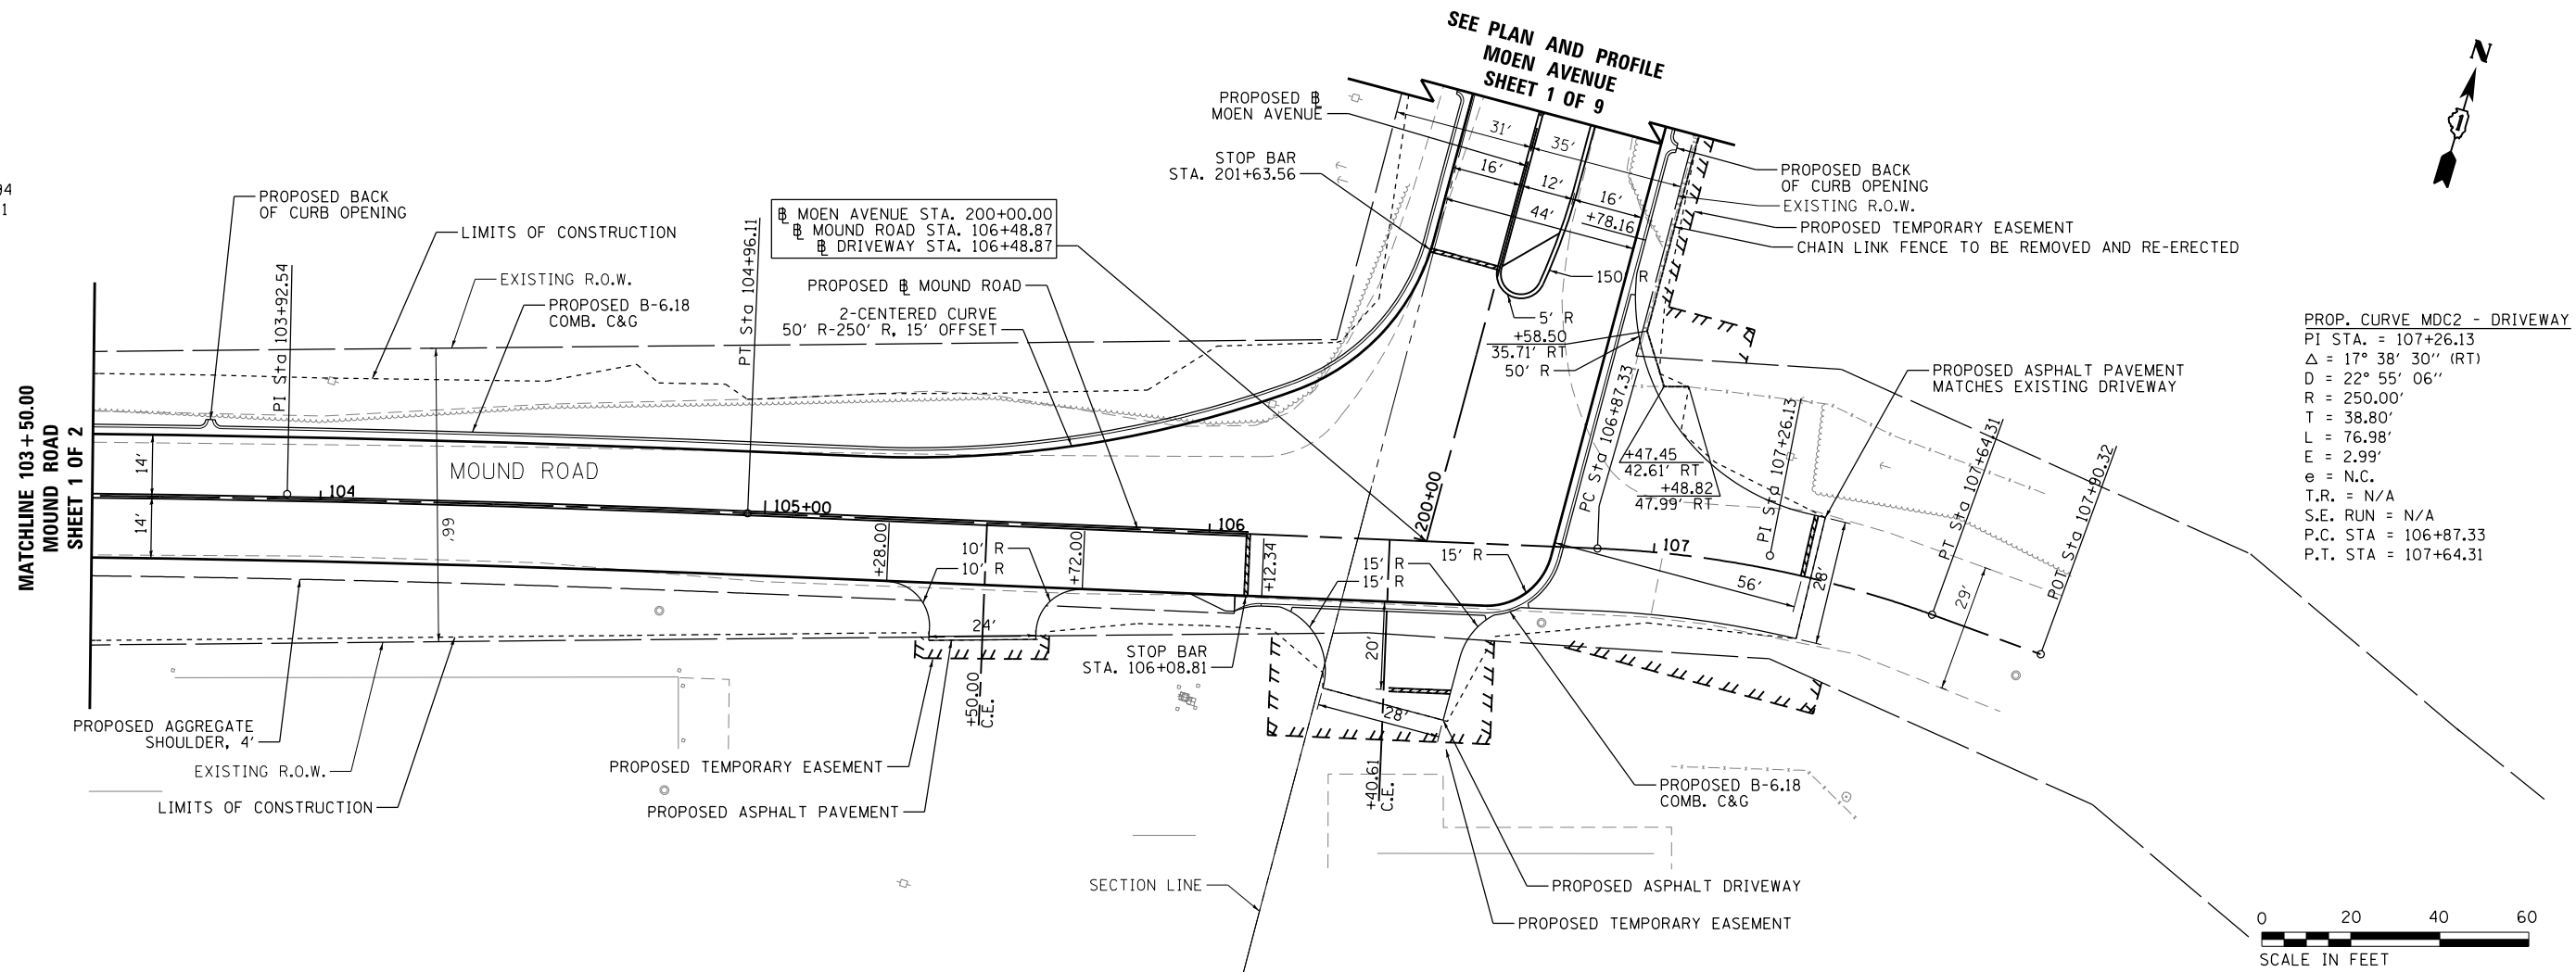 SEE PLAN AND PROFILE
MOEN AVENUE
SHEET 1 OF 9
N
1
94
1
PROPOSED BACK
OF CURB OPENING
LIMITS OF CONSTRUCTION
EXISTING R.O.W.
PROPOSED B-6.18
COMB. C&G
PI Sta 103+92.54
PT Sta 104+96.11
℄ MOEN AVENUE STA. 200+00.00
℄ MOUND ROAD STA. 106+48.87
℄ DRIVEWAY STA. 106+48.87
PROPOSED ℄ MOUND ROAD
2-CENTERED CURVE
50' R-250' R, 15' OFFSET
PROPOSED ℄
MOEN AVENUE
STOP BAR
STA. 201+63.56
31'
35'
16'
12'
16'
44'
+78.16
150' R
5' R
+58.50
35.71' RT
50' R
PROPOSED BACK
OF CURB OPENING
EXISTING R.O.W.
PROPOSED TEMPORARY EASEMENT
CHAIN LINK FENCE TO BE REMOVED AND RE-ERECTED
PROPOSED ASPHALT PAVEMENT
MATCHES EXISTING DRIVEWAY
PROP. CURVE MDC2 - DRIVEWAY
PI STA. = 107+26.13
Δ = 17° 38' 30'' (RT)
D = 22° 55' 06''
R = 250.00'
T = 38.80'
L = 76.98'
E = 2.99'
e = N.C.
T.R. = N/A
S.E. RUN = N/A
P.C. STA = 106+87.33
P.T. STA = 107+64.31
MATCHLINE 103+50.00
MOUND ROAD
SHEET 1 OF 2
14'
14'
MOUND ROAD
66'
104
105+00
106
200+00
107
PC Sta 106+87.33
+47.45
42.61' RT
+48.82
47.99' RT
PI Sta 107+26.13
PT Sta 107+64.31
POT Sta 107+90.32
+28.00
10' R
10' R
+72.00
+12.34
15' R
15' R
15' R
56'
28'
29'
24'
+50.00
C.E.
STOP BAR
STA. 106+08.81
20'
28'
+40.61
C.E.
PROPOSED AGGREGATE
SHOULDER, 4'
EXISTING R.O.W.
LIMITS OF CONSTRUCTION
PROPOSED TEMPORARY EASEMENT
PROPOSED ASPHALT PAVEMENT
PROPOSED B-6.18
COMB. C&G
SECTION LINE
PROPOSED ASPHALT DRIVEWAY
PROPOSED TEMPORARY EASEMENT
0 20 40 60
SCALE IN FEET